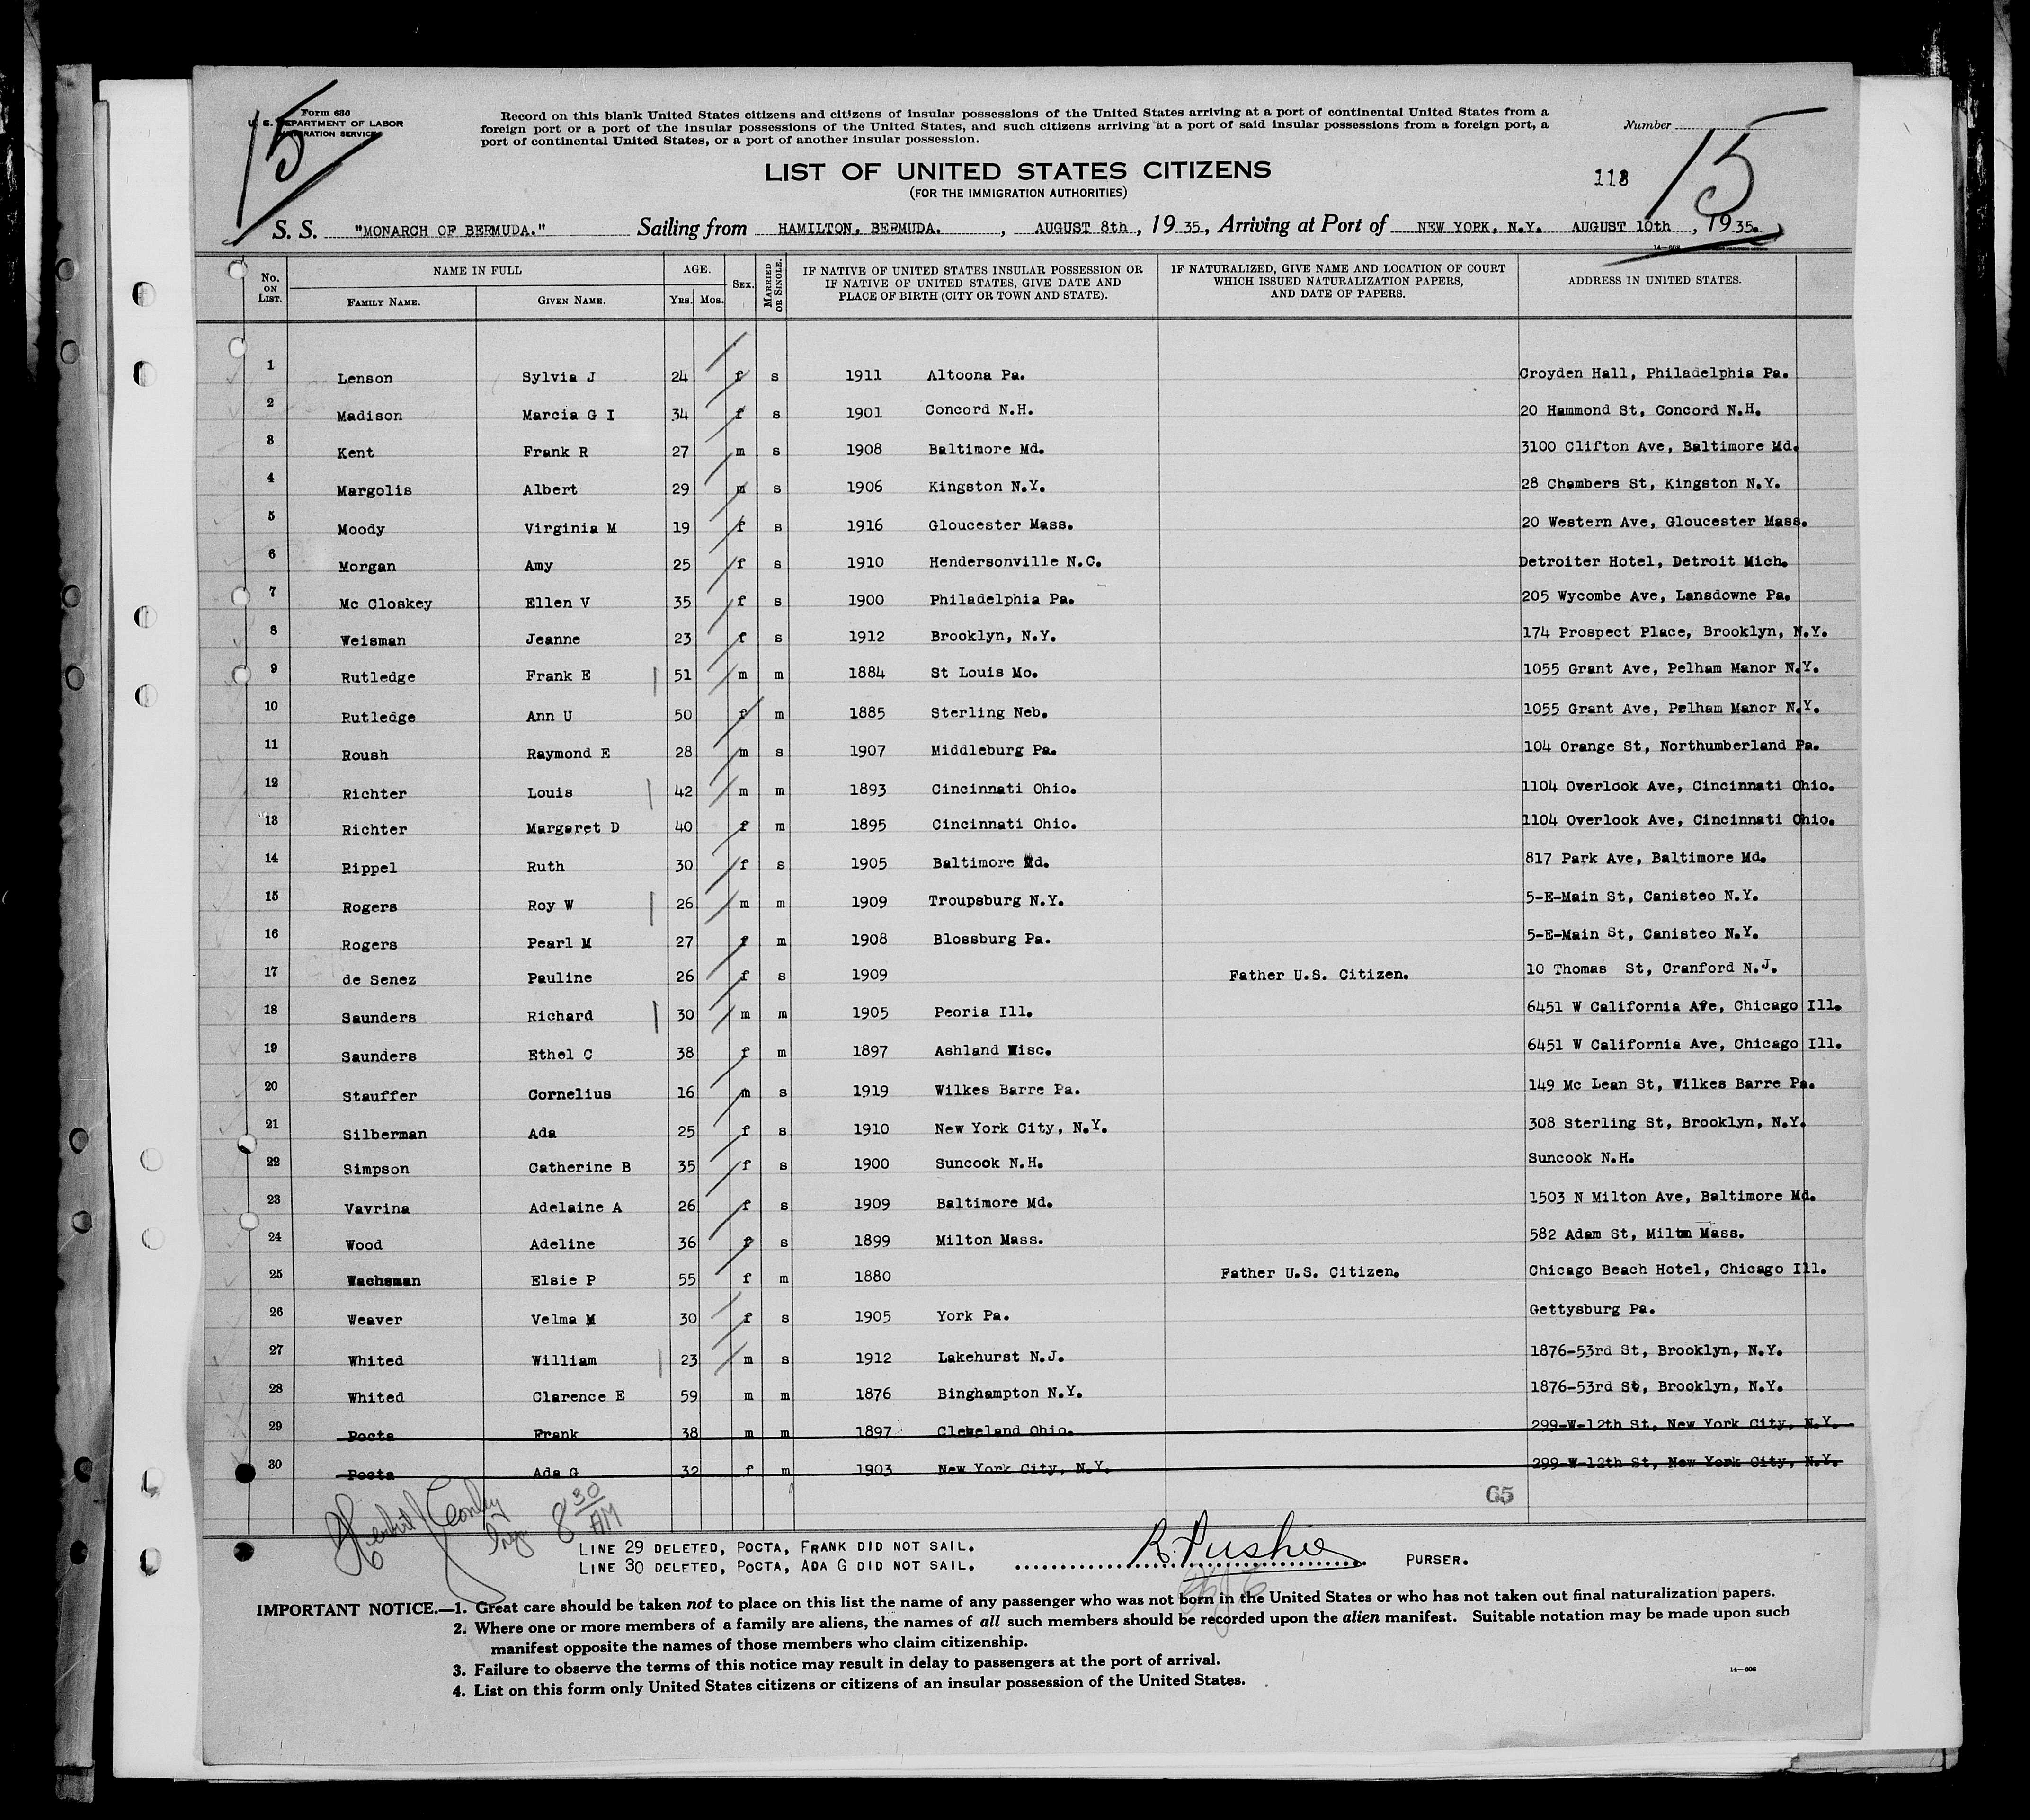 Form 630
U. S. DEPARTMENT OF LABOR
IMMIGRATION SERVICE
15
Record on this blank United States citizens and citizens of insular possessions of the United States arriving at a port of continental United States from a
foreign port or a port of the insular possessions of the United States, and such citizens arriving at a port of said insular possessions from a foreign port, a
port of continental United States, or a port of another insular possession.
Number
15
113
LIST OF UNITED STATES CITIZENS
(FOR THE IMMIGRATION AUTHORITIES)
S. S. "MONARCH OF BERMUDA." Sailing from HAMILTON, BERMUDA. , AUGUST 8th , 19 35 , Arriving at Port of NEW YORK, N.Y. AUGUST 10th , 19 35.
No. ON LIST. NAME IN FULL FAMILY NAME. GIVEN NAME. AGE. YRS. MOS. SEX. MARRIED OR SINGLE. IF NATIVE OF UNITED STATES INSULAR POSSESSION OR IF NATIVE OF UNITED STATES, GIVE DATE AND PLACE OF BIRTH (CITY OR TOWN AND STATE). IF NATURALIZED, GIVE NAME AND LOCATION OF COURT WHICH ISSUED NATURALIZATION PAPERS, AND DATE OF PAPERS. ADDRESS IN UNITED STATES.
1 Lenson Sylvia J 24 f s 1911 Altoona Pa. Croyden Hall, Philadelphia Pa.
2 Madison Marcia G I 34 f s 1901 Concord N.H. 20 Hammond St, Concord N.H.
3 Kent Frank R 27 m s 1908 Baltimore Md. 3100 Clifton Ave, Baltimore Md.
4 Margolis Albert 29 m s 1906 Kingston N.Y. 28 Chambers St, Kingston N.Y.
5 Moody Virginia M 19 f s 1916 Gloucester Mass. 20 Western Ave, Gloucester Mass.
6 Morgan Amy 25 f s 1910 Hendersonville N.C. Detroiter Hotel, Detroit Mich.
7 Mc Closkey Ellen V 35 f s 1900 Philadelphia Pa. 205 Wycombe Ave, Lansdowne Pa.
8 Weisman Jeanne 23 f s 1912 Brooklyn, N.Y. 174 Prospect Place, Brooklyn, N.Y.
9 Rutledge Frank E 51 m m 1884 St Louis Mo. 1055 Grant Ave, Pelham Manor N.Y.
10 Rutledge Ann U 50 f m 1885 Sterling Neb. 1055 Grant Ave, Pelham Manor N.Y.
11 Roush Raymond E 28 m s 1907 Middleburg Pa. 104 Orange St, Northumberland Pa.
12 Richter Louis 42 m m 1893 Cincinnati Ohio. 1104 Overlook Ave, Cincinnati Ohio.
13 Richter Margaret D 40 f m 1895 Cincinnati Ohio. 1104 Overlook Ave, Cincinnati Ohio.
14 Rippel Ruth 30 f s 1905 Baltimore Md. 817 Park Ave, Baltimore Md.
15 Rogers Roy W 26 m m 1909 Troupsburg N.Y. 5-E-Main St, Canisteo N.Y.
16 Rogers Pearl M 27 f m 1908 Blossburg Pa. 5-E-Main St, Canisteo N.Y.
17 de Senez Pauline 26 f s 1909 Father U.S. Citizen. 10 Thomas St, Cranford N.J.
18 Saunders Richard 30 m m 1905 Peoria Ill. 6451 W California Ave, Chicago Ill.
19 Saunders Ethel C 38 f m 1897 Ashland Wisc. 6451 W California Ave, Chicago Ill.
20 Stauffer Cornelius 16 m s 1919 Wilkes Barre Pa. 149 Mc Lean St, Wilkes Barre Pa.
21 Silberman Ada 25 f s 1910 New York City, N.Y. 308 Sterling St, Brooklyn, N.Y.
22 Simpson Catherine B 35 f s 1900 Suncook N.H. Suncook N.H.
23 Vavrina Adelaine A 26 f s 1909 Baltimore Md. 1503 N Milton Ave, Baltimore Md.
24 Wood Adeline 36 f s 1899 Milton Mass. 582 Adam St, Milton Mass.
25 Wachsman Elsie P 55 f m 1880 Father U.S. Citizen. Chicago Beach Hotel, Chicago Ill.
26 Weaver Velma M 30 f s 1905 York Pa. Gettysburg Pa.
27 Whited William 23 m s 1912 Lakehurst N.J. 1876-53rd St, Brooklyn, N.Y.
28 Whited Clarence E 59 m m 1876 Binghampton N.Y. 1876-53rd St, Brooklyn, N.Y.
29 Pocta Frank 38 m m 1897 Cleveland Ohio. 299-W-12th St, New York City, N.Y.
30 Pocta Ada G 32 f m 1903 New York City, N.Y. 299-W-12th St, New York City, N.Y.
65
8 30 AM
LINE 29 DELETED, POCTA, FRANK DID NOT SAIL.
LINE 30 DELETED, POCTA, ADA G DID NOT SAIL.
R. Pushie PURSER.
IMPORTANT NOTICE.—1. Great care should be taken not to place on this list the name of any passenger who was not born in the United States or who has not taken out final naturalization papers.
2. Where one or more members of a family are aliens, the names of all such members should be recorded upon the alien manifest. Suitable notation may be made upon such
manifest opposite the names of those members who claim citizenship.
3. Failure to observe the terms of this notice may result in delay to passengers at the port of arrival.
4. List on this form only United States citizens or citizens of an insular possession of the United States.
14—608